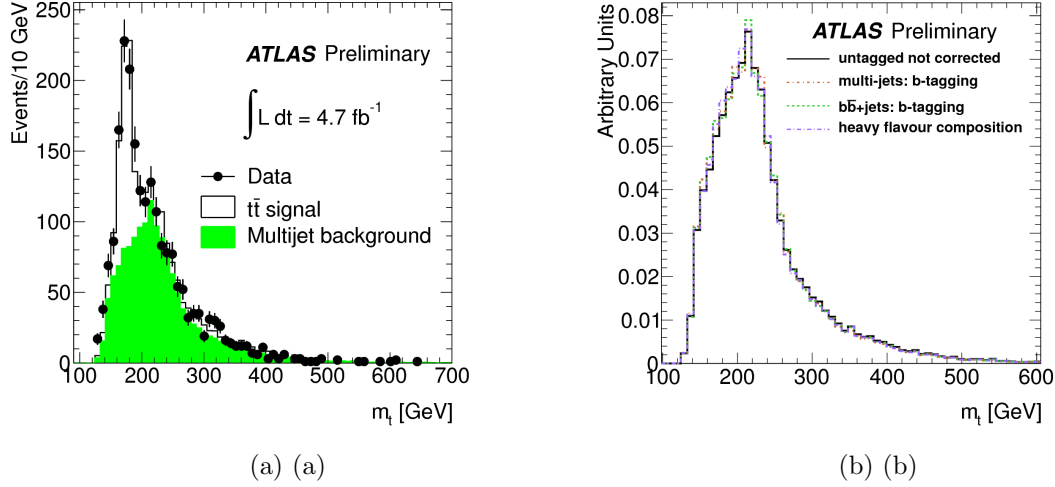 Events/10 GeV
250
200
150
100
50
0
100 200 300 400 500 600 700
m_t [GeV]
ATLAS Preliminary
∫ L dt = 4.7 fb⁻¹
Data
tt̄ signal
Multijet background
(a) (a)
Arbitrary Units
0.08
0.07
0.06
0.05
0.04
0.03
0.02
0.01
0
100 200 300 400 500 600
m_t [GeV]
ATLAS Preliminary
untagged not corrected
multi-jets: b-tagging
bb̄+jets: b-tagging
heavy flavour composition
(b) (b)